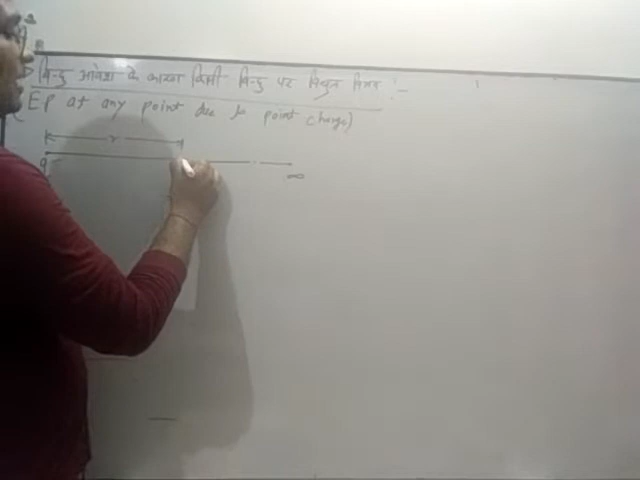 बिन्दु आवेश के कारण किसी बिन्दु पर विद्युत विभव :-
(EP at any point due to point charge)
r
q
∞